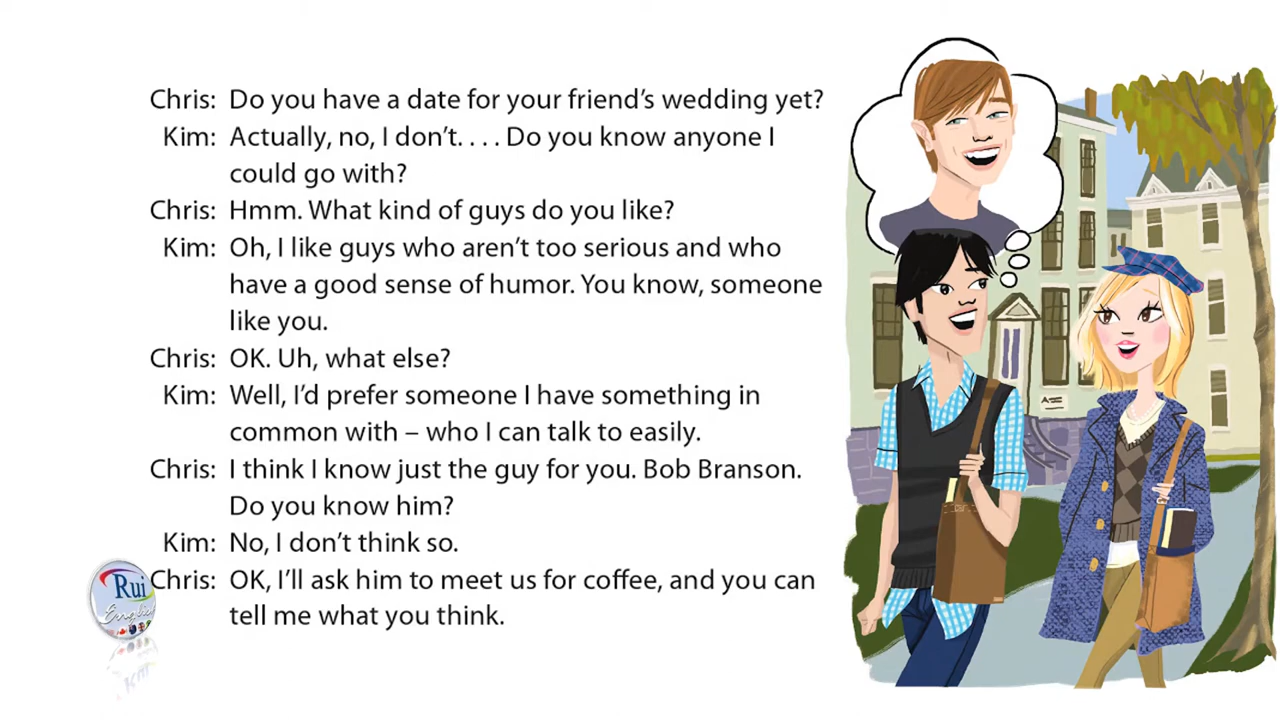 Chris: Do you have a date for your friend's wedding yet?
Kim: Actually, no, I don't. . . . Do you know anyone I
could go with?
Chris: Hmm. What kind of guys do you like?
Kim: Oh, I like guys who aren't too serious and who
have a good sense of humor. You know, someone
like you.
Chris: OK. Uh, what else?
Kim: Well, I'd prefer someone I have something in
common with – who I can talk to easily.
Chris: I think I know just the guy for you. Bob Branson.
Do you know him?
Kim: No, I don't think so.
Chris: OK, I'll ask him to meet us for coffee, and you can
tell me what you think.
Rui
English